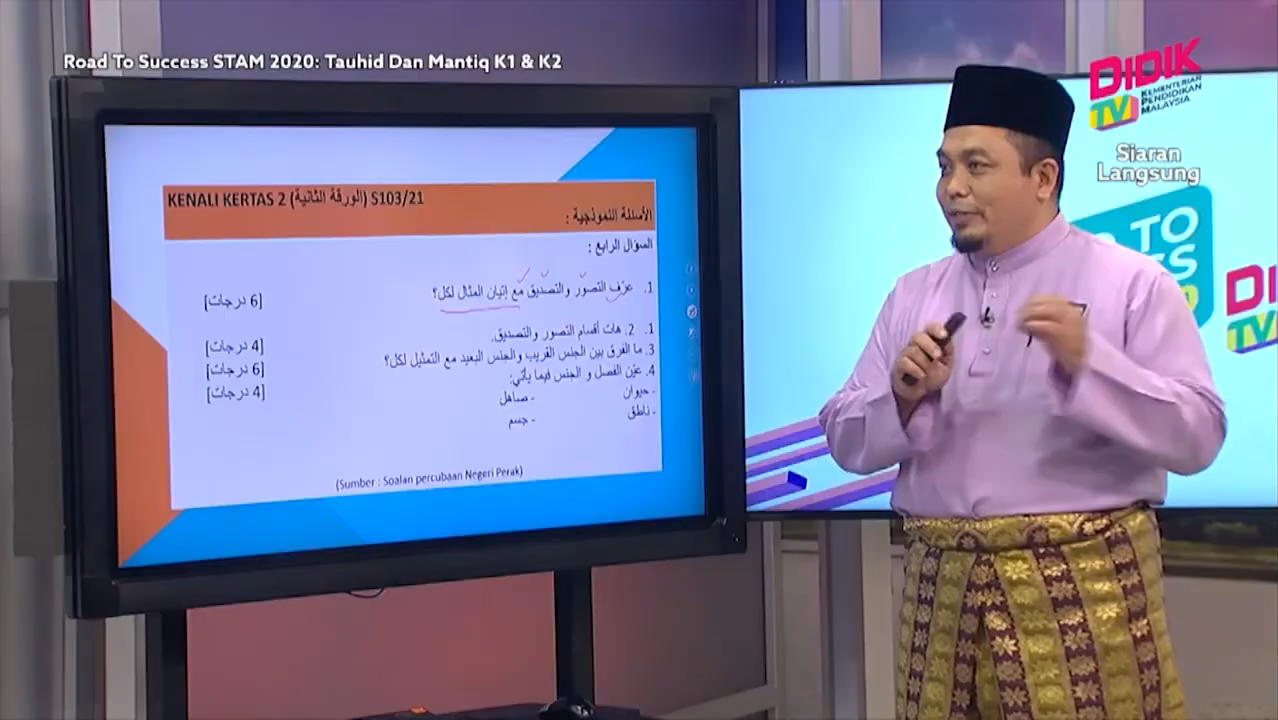 Road To Success STAM 2020: Tauhid Dan Mantiq K1 & K2
DIDIK
TV
KEMENTERIAN
PENDIDIKAN
MALAYSIA
Siaran
Langsung
KENALI KERTAS 2 (الورقة الثانية) S103/21
الأسئلة النموذجية :
السؤال الرابع :
1. عرّف التصوّر والتصديق مع إتيان المثال لكل؟ [6 درجات]
1. 2. هات أقسام التصور والتصديق. [4 درجات]
3. ما الفرق بين الجنس القريب والجنس البعيد مع التمثيل لكل؟ [6 درجات]
4. عيّن الفصل و الجنس فيما يأتي: [4 درجات]
- حيوان - صاهل
- ناطق - جسم
(Sumber : Soalan percubaan Negeri Perak)
TO
DID
TV